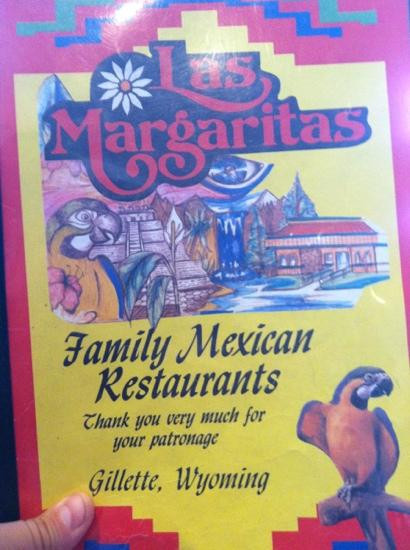 Las
Margaritas
Family Mexican
Restaurants
Thank you very much for
your patronage
Gillette, Wyoming